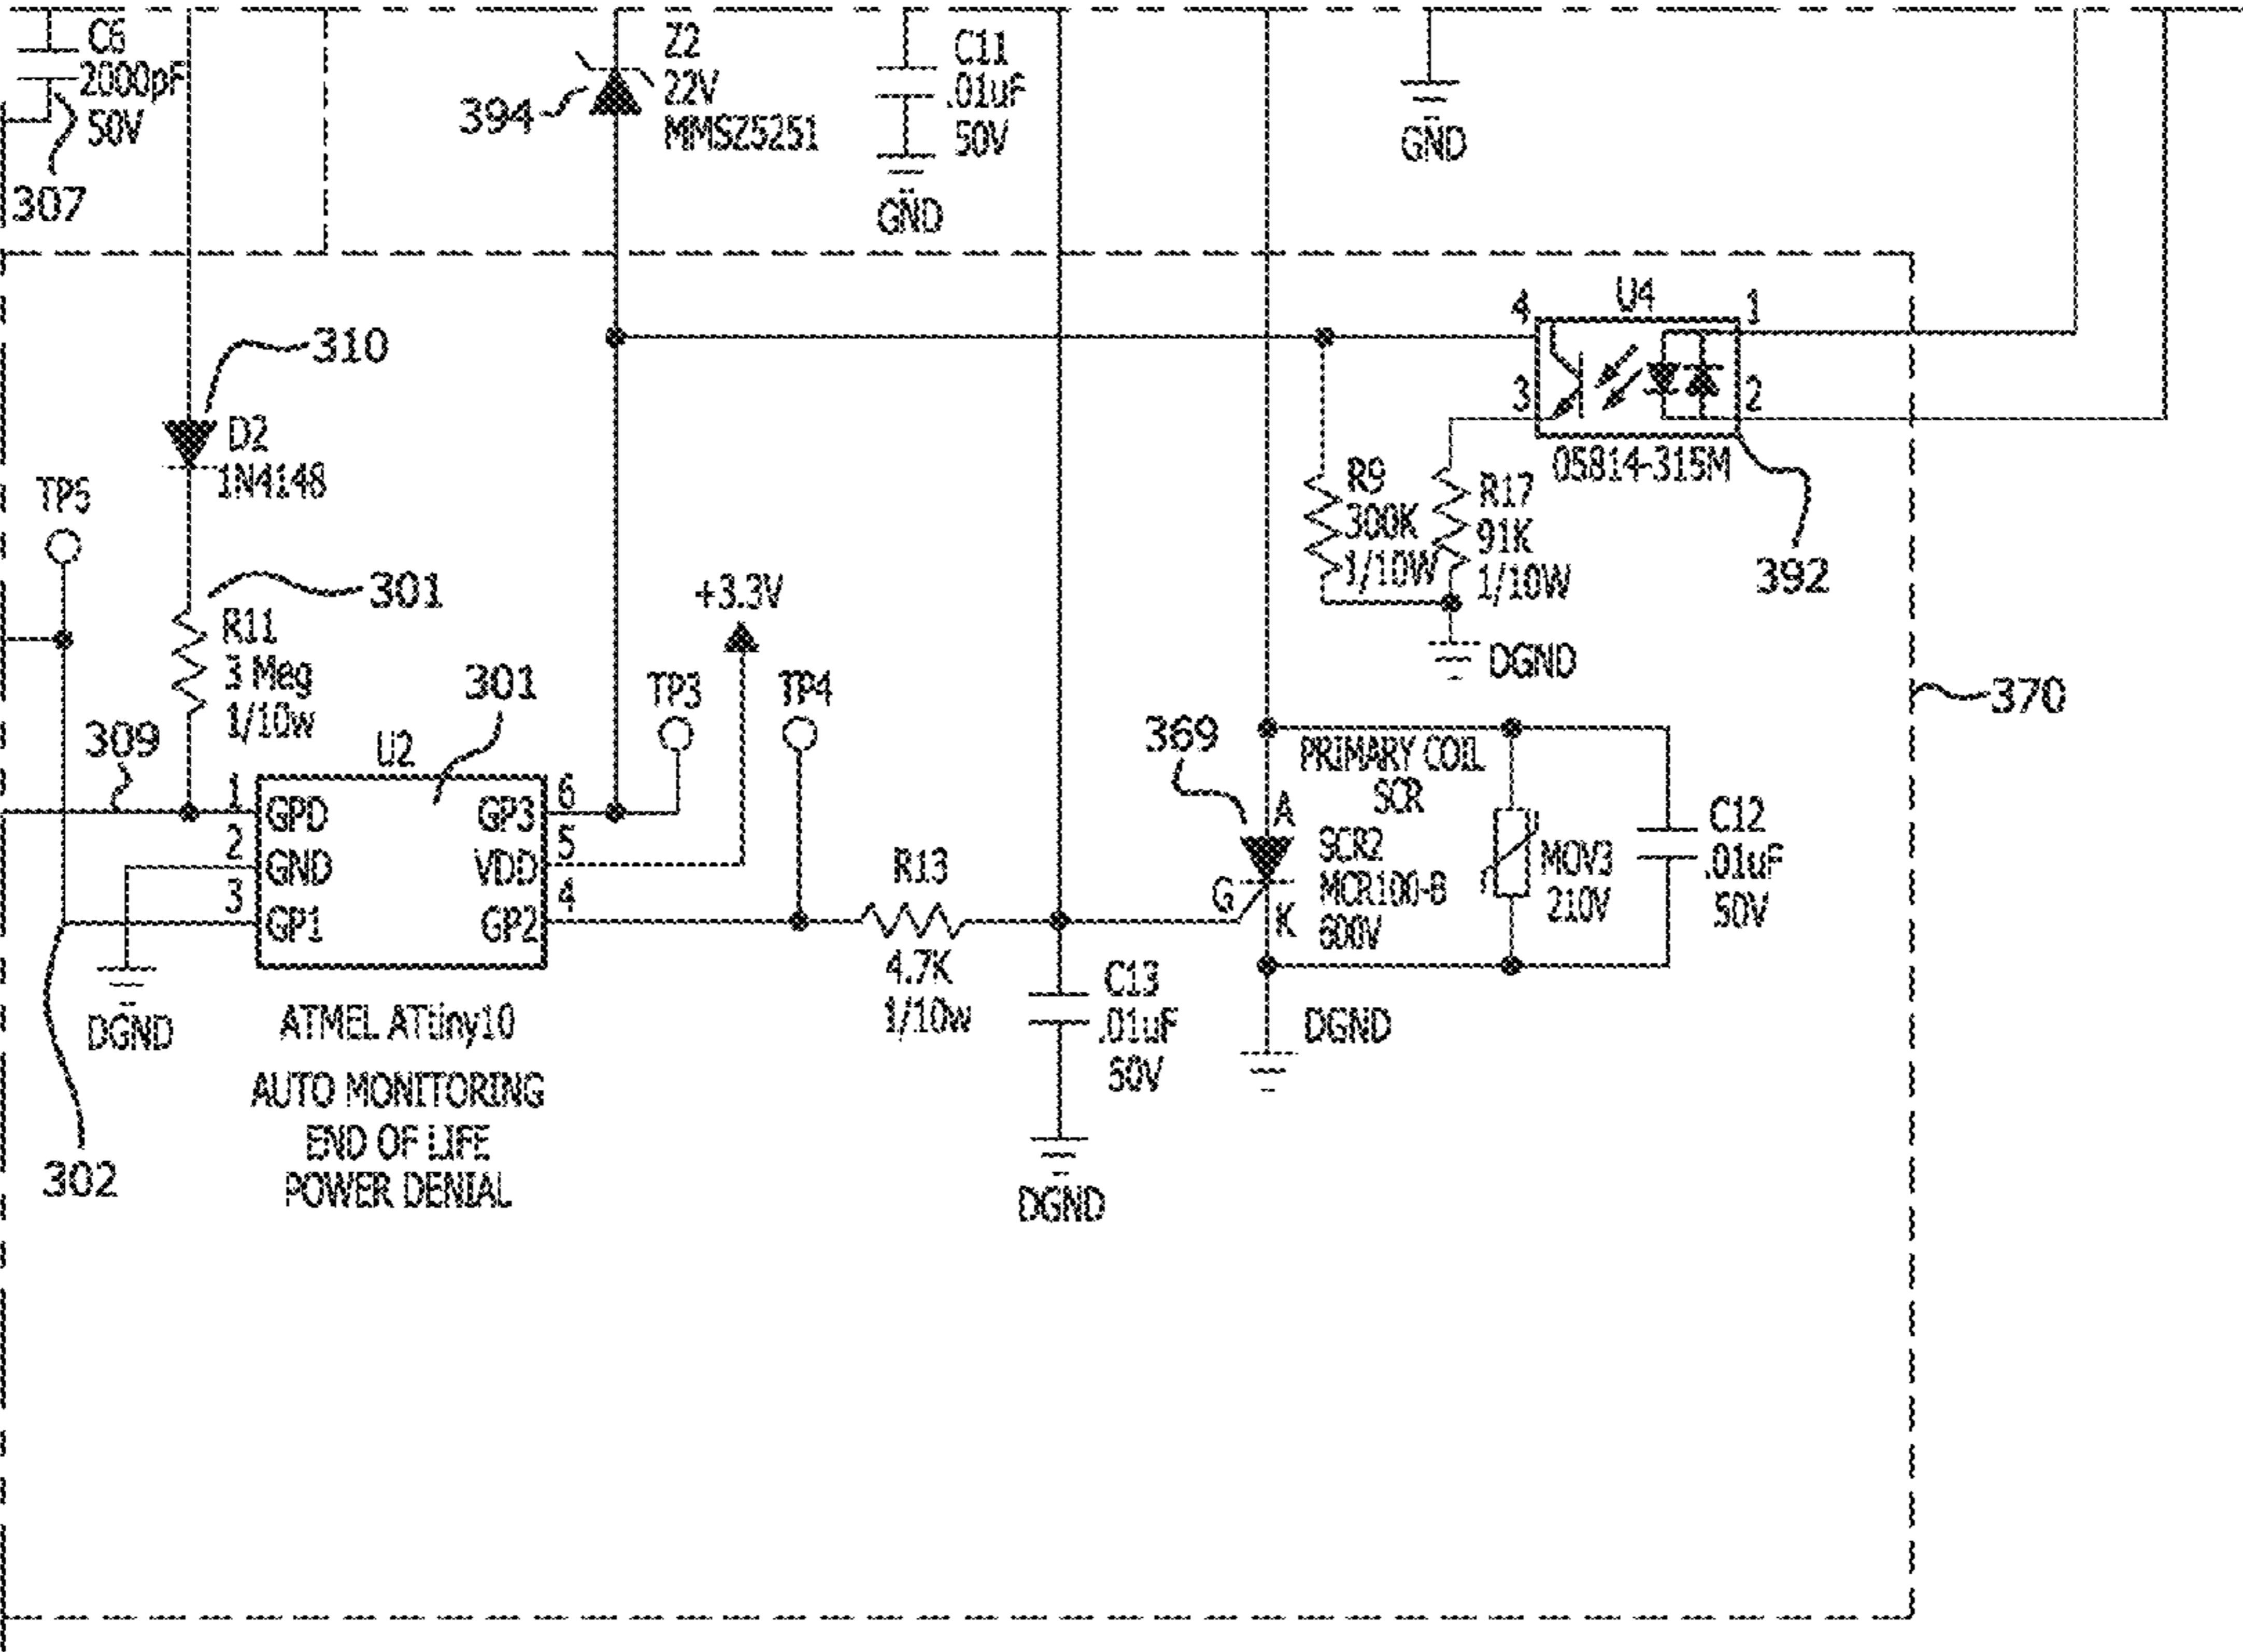 C6
2000pF
50V
307
394
Z2
22V
MMSZ5251
C11
.01uF
50V
GND
GND
310
D2
1N4148
TP5
301
R11
3 Meg
1/10w
309
301
U2
1
GPD
2
GND
3
GP1
6
GP3
5
VDD
4
GP2
TP3
+3.3V
TP4
DGND
302
ATMEL ATtiny10
AUTO MONITORING
END OF LIFE
POWER DENIAL
R13
4.7K
1/10w
C13
.01uF
50V
DGND
369
PRIMARY COIL
SCR
A
G
K
SCR2
MCR100-8
600V
DGND
MOV3
210V
C12
.01uF
50V
U4
4
3
1
2
05814-315M
392
R9
300K
1/10W
R17
91K
1/10W
DGND
370